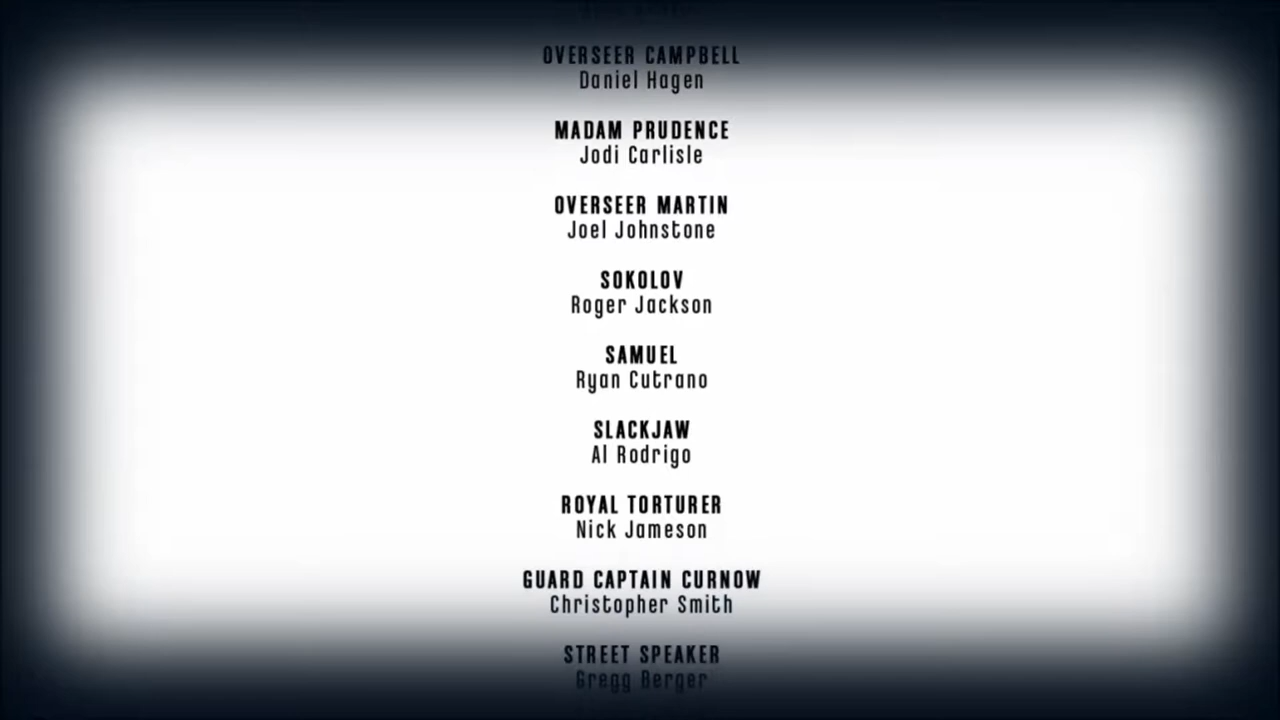 OVERSEER CAMPBELL
Daniel Hagen
MADAM PRUDENCE
Jodi Carlisle
OVERSEER MARTIN
Joel Johnstone
SOKOLOV
Roger Jackson
SAMUEL
Ryan Cutrano
SLACKJAW
Al Rodrigo
ROYAL TORTURER
Nick Jameson
GUARD CAPTAIN CURNOW
Christopher Smith
STREET SPEAKER
Gregg Berger